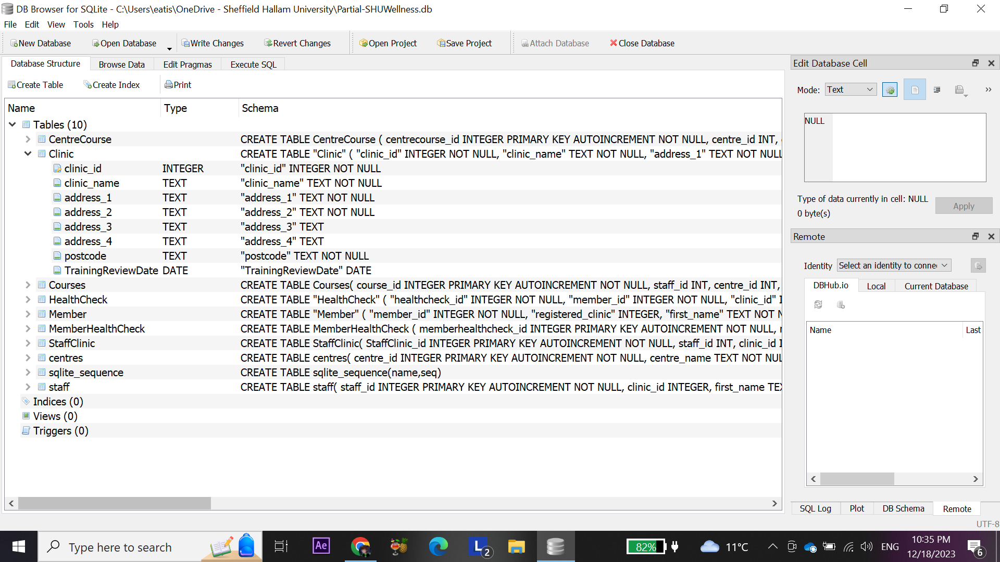 DB Browser for SQLite - C:\Users\eatis\OneDrive - Sheffield Hallam University\Partial-SHUWellness.db
File Edit View Tools Help
New Database Open Database Write Changes Revert Changes Open Project Save Project Attach Database Close Database
Database Structure Browse Data Edit Pragmas Execute SQL
Create Table Create Index Print
Name Type Schema
Tables (10)
CentreCourse CREATE TABLE CentreCourse ( centrecourse_id INTEGER PRIMARY KEY AUTOINCREMENT NOT NULL, centre_id INT,
Clinic CREATE TABLE "Clinic" ( "clinic_id" INTEGER NOT NULL, "clinic_name" TEXT NOT NULL, "address_1" TEXT NOT NULL
clinic_id INTEGER "clinic_id" INTEGER NOT NULL
clinic_name TEXT "clinic_name" TEXT NOT NULL
address_1 TEXT "address_1" TEXT NOT NULL
address_2 TEXT "address_2" TEXT NOT NULL
address_3 TEXT "address_3" TEXT
address_4 TEXT "address_4" TEXT
postcode TEXT "postcode" TEXT NOT NULL
TrainingReviewDate DATE "TrainingReviewDate" DATE
Courses CREATE TABLE Courses( course_id INTEGER PRIMARY KEY AUTOINCREMENT NOT NULL, staff_id INT, centre_id INT,
HealthCheck CREATE TABLE "HealthCheck" ( "healthcheck_id" INTEGER NOT NULL, "member_id" INTEGER NOT NULL, "clinic_id" I
Member CREATE TABLE "Member" ( "member_id" INTEGER NOT NULL, "registered_clinic" INTEGER, "first_name" TEXT NOT N
MemberHealthCheck CREATE TABLE MemberHealthCheck ( memberhealthcheck_id INTEGER PRIMARY KEY AUTOINCREMENT NOT NULL,
StaffClinic CREATE TABLE StaffClinic( StaffClinic_id INTEGER PRIMARY KEY AUTOINCREMENT NOT NULL, staff_id INT, clinic_id I
centres CREATE TABLE centres( centre_id INTEGER PRIMARY KEY AUTOINCREMENT NOT NULL, centre_name TEXT NOT NUL
sqlite_sequence CREATE TABLE sqlite_sequence(name,seq)
staff CREATE TABLE staff( staff_id INTEGER PRIMARY KEY AUTOINCREMENT NOT NULL, clinic_id INTEGER, first_name TEX
Indices (0)
Views (0)
Triggers (0)
Edit Database Cell
Mode: Text
NULL
Type of data currently in cell: NULL
0 byte(s)
Apply
Remote
Identity Select an identity to conne
DBHub.io Local Current Database
Name Last
SQL Log Plot DB Schema Remote
UTF-8
Type here to search
Ae
L 2
82%
11°C
ENG
10:35 PM
12/18/2023
6